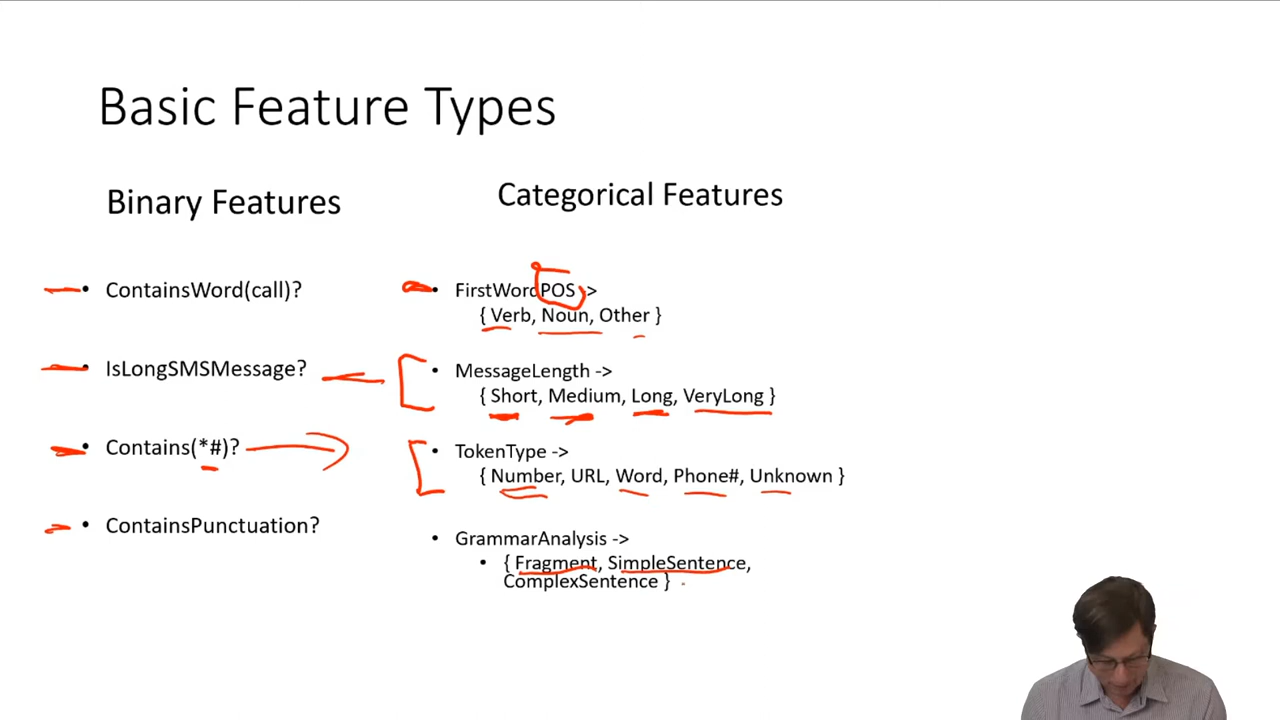 Basic Feature Types
Binary Features
• ContainsWord(call)?
• IsLongSMSMessage?
• Contains(*#)?
• ContainsPunctuation?
Categorical Features
• FirstWordPOS ->
{ Verb, Noun, Other }
• MessageLength ->
{ Short, Medium, Long, VeryLong }
• TokenType ->
{ Number, URL, Word, Phone#, Unknown }
• GrammarAnalysis ->
• { Fragment, SimpleSentence,
ComplexSentence }